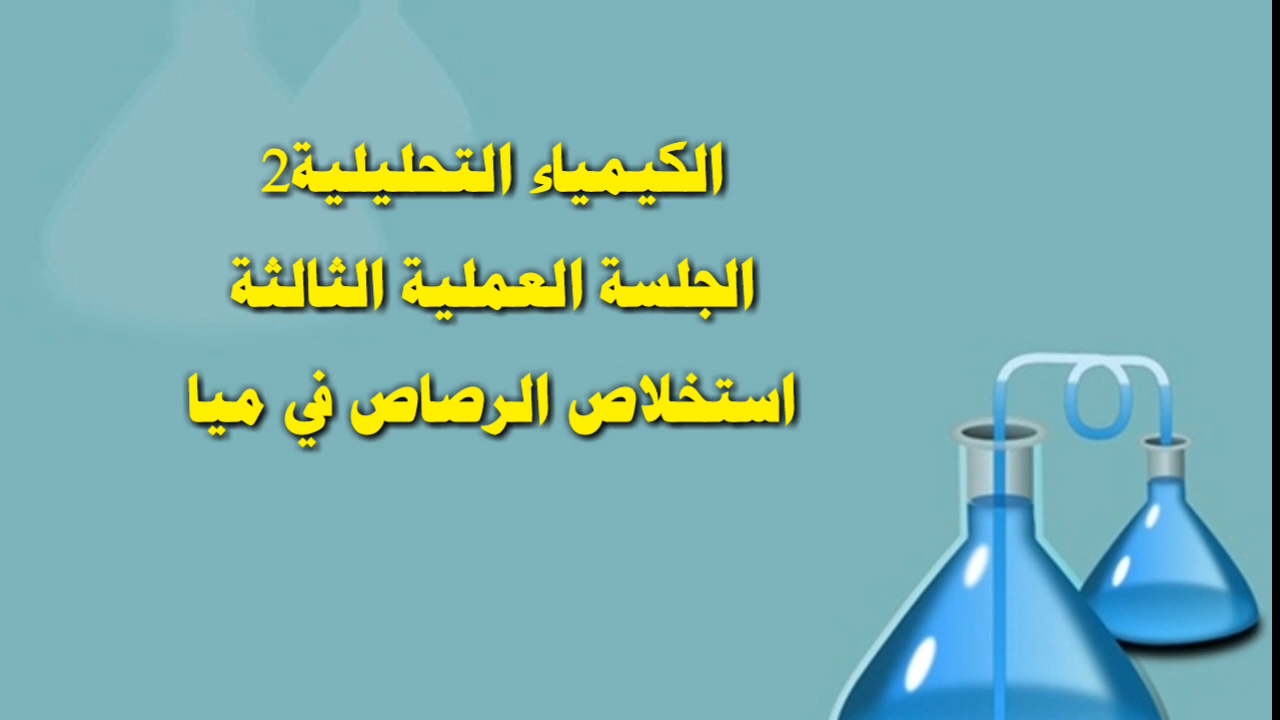 الكيمياء التحليلية2
الجلسة العملية الثالثة
استخلاص الرصاص في ميا